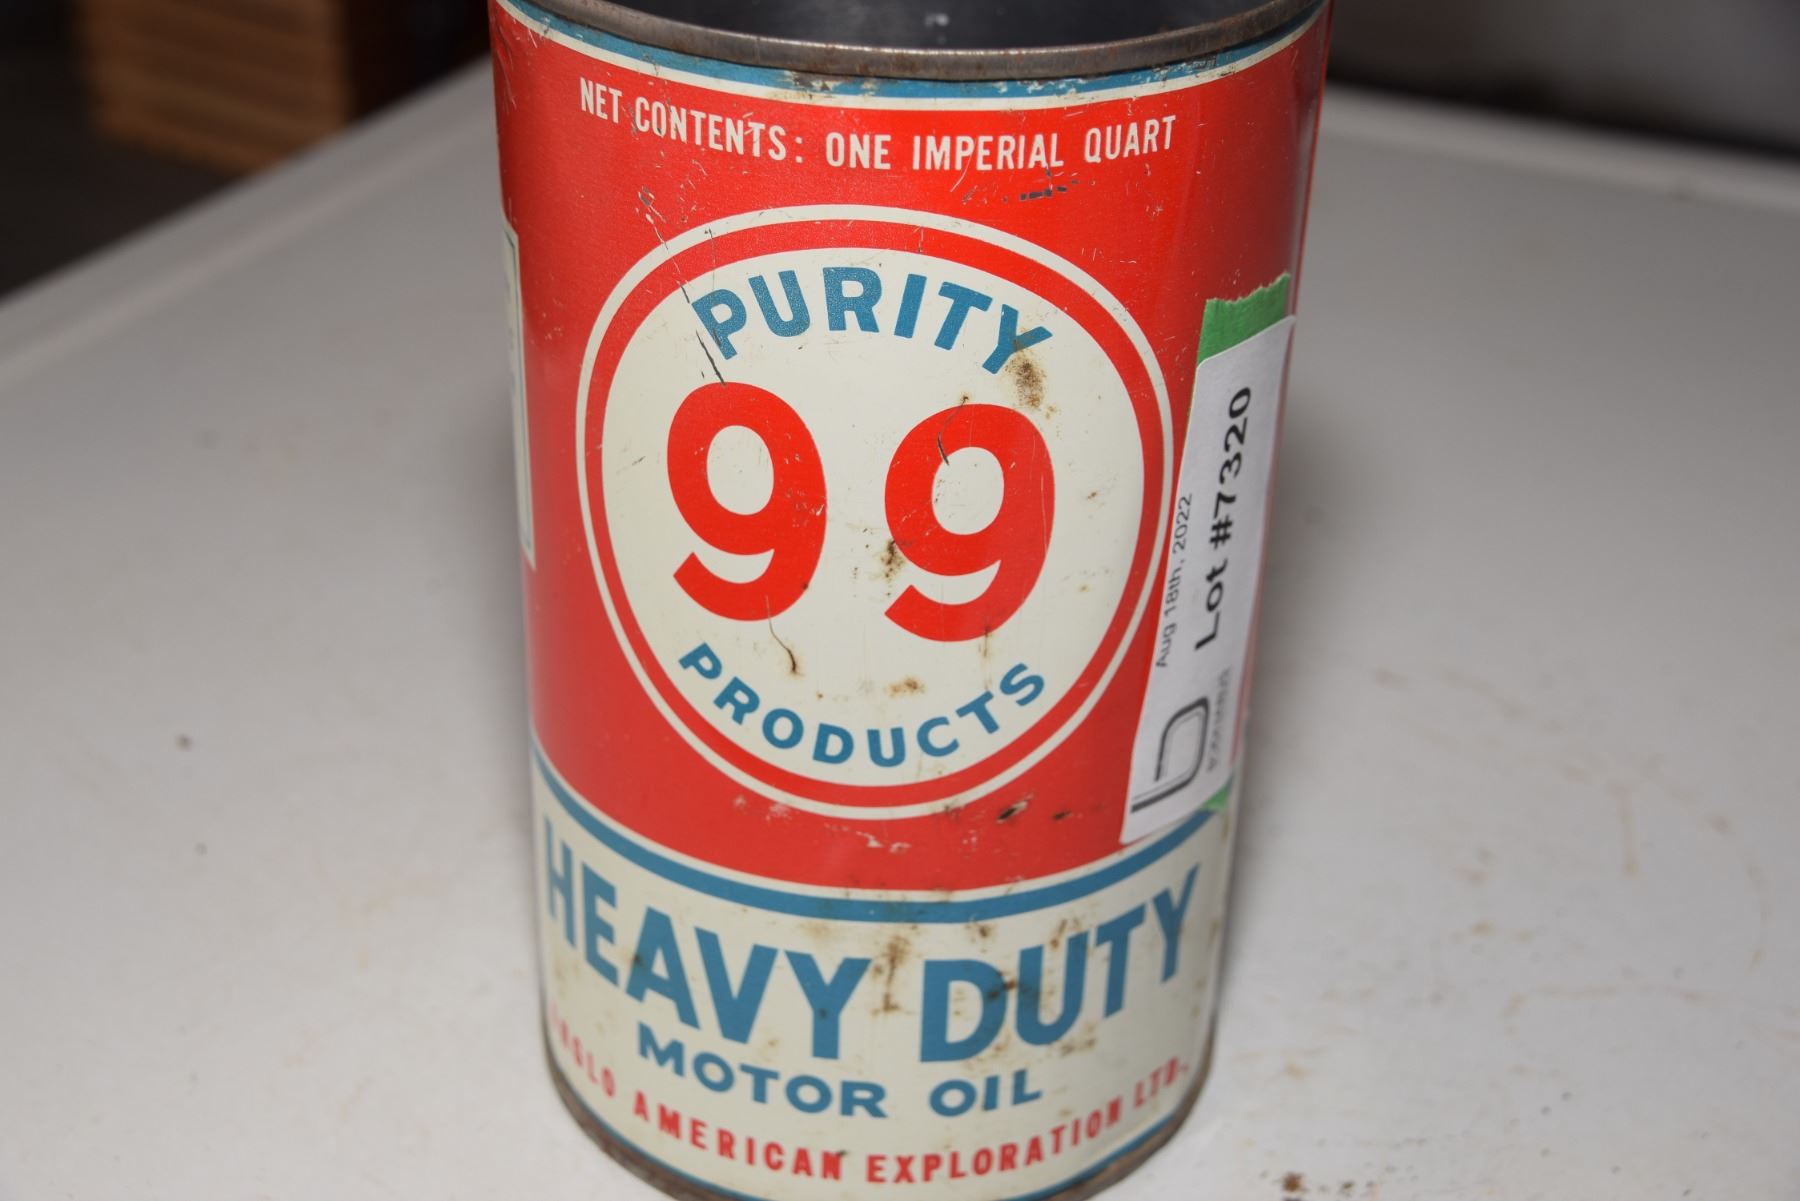 NET CONTENTS: ONE IMPERIAL QUART
PURITY
99
PRODUCTS
HEAVY DUTY
MOTOR OIL
ANGLO AMERICAN EXPLORATION LTD.
Aug 18th, 2022
Lot #7320